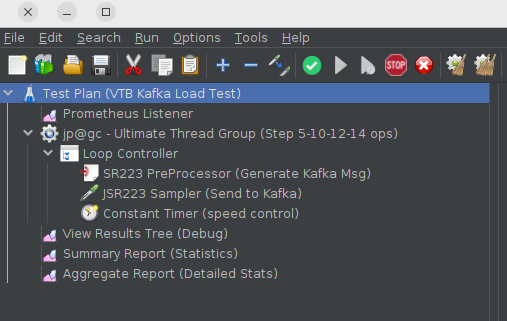 File Edit Search Run Options Tools Help
STOP
Test Plan (VTB Kafka Load Test)
Prometheus Listener
jp@gc - Ultimate Thread Group (Step 5-10-12-14 ops)
Loop Controller
SR223 PreProcessor (Generate Kafka Msg)
JSR223 Sampler (Send to Kafka)
Constant Timer (speed control)
View Results Tree (Debug)
Summary Report (Statistics)
Aggregate Report (Detailed Stats)